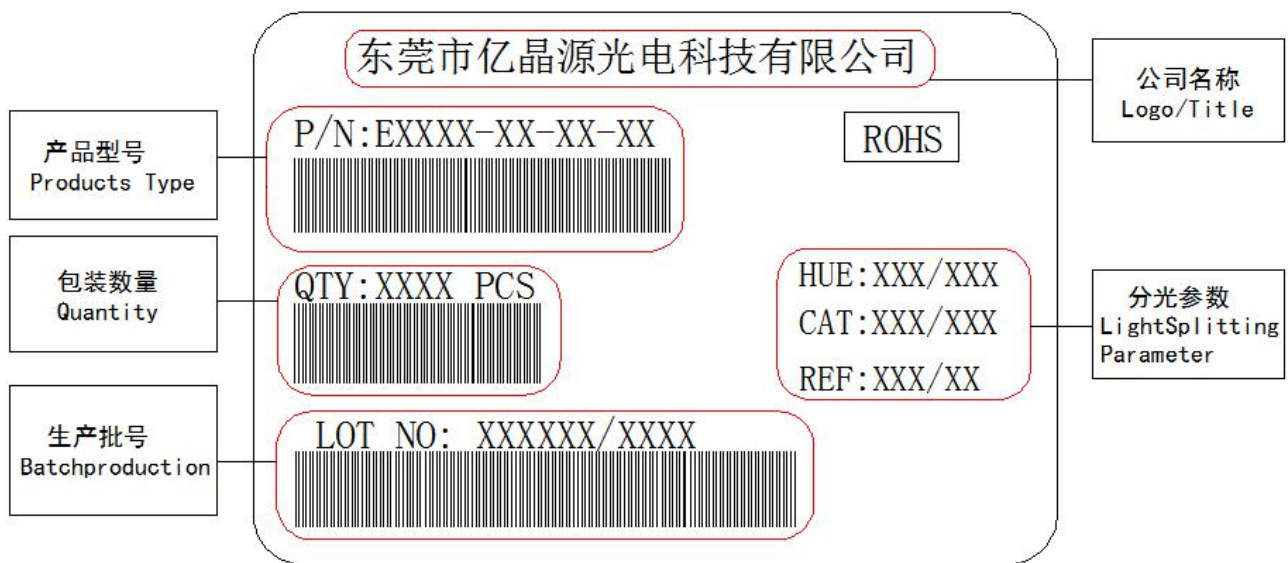 东莞市亿晶源光电科技有限公司
公司名称
Logo/Title
产品型号
Products Type
P/N:EXXXX-XX-XX-XX
ROHS
包装数量
Quantity
QTY:XXXX PCS
HUE:XXX/XXX
CAT:XXX/XXX
REF:XXX/XX
分光参数
LightSplitting
Parameter
生产批号
Batchproduction
LOT NO: XXXXXX/XXXX